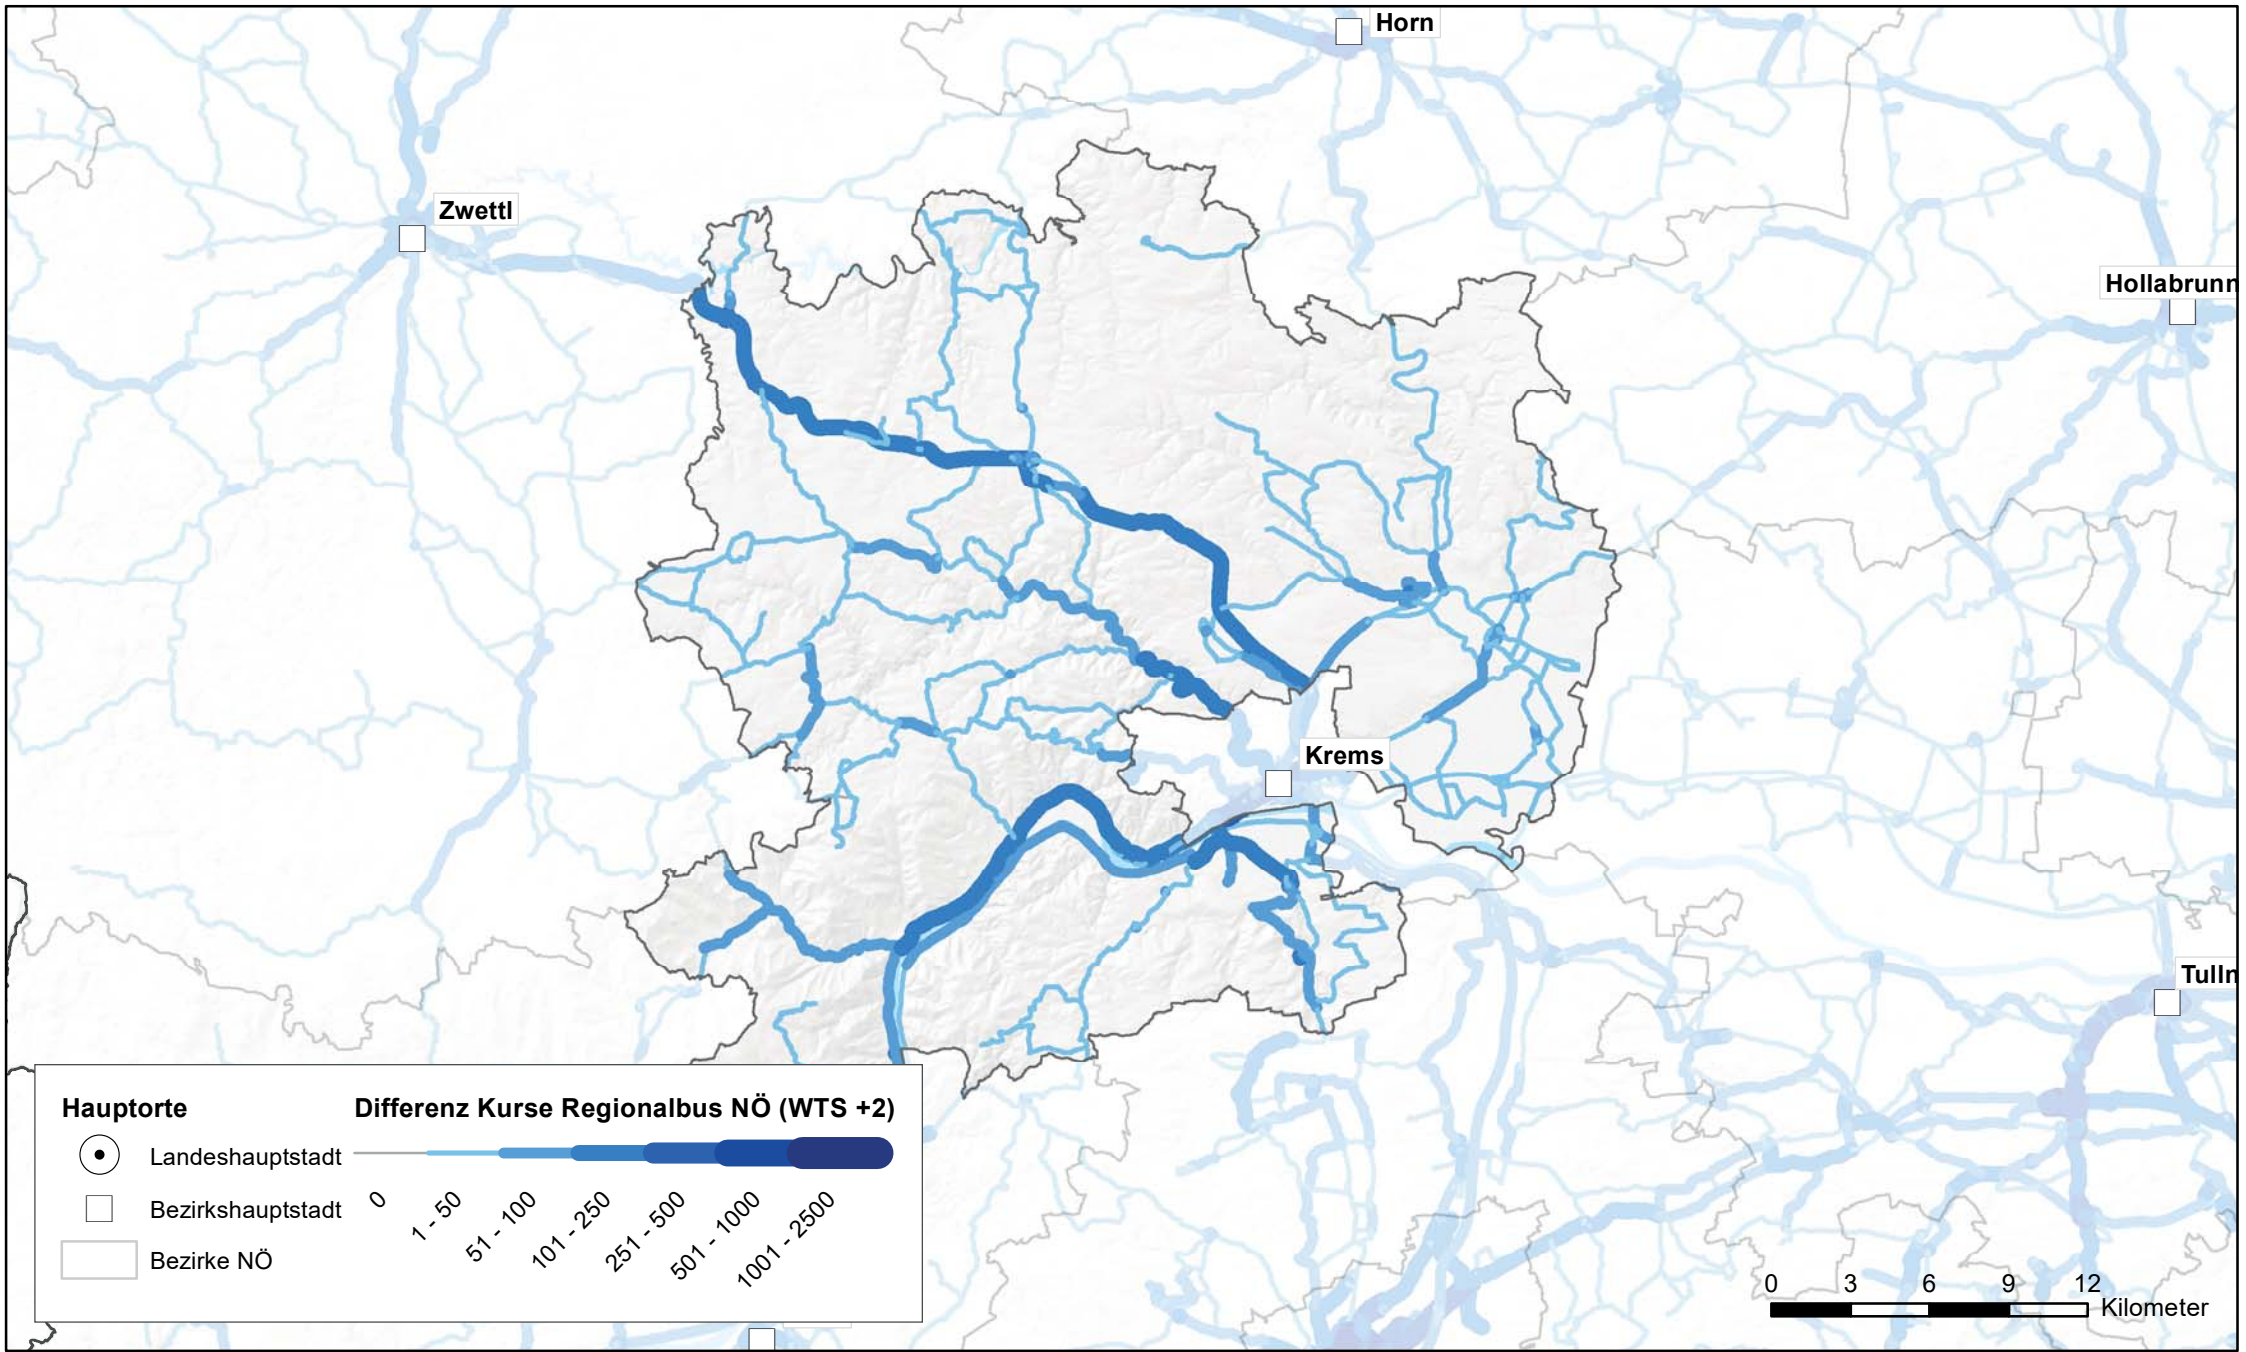 Horn
Zwettl
Hollabrunn
Krems
Tulln
Hauptorte
Landeshauptstadt
Bezirkshauptstadt
Bezirke NÖ
Differenz Kurse Regionalbus NÖ (WTS +2)
0
1 - 50
51 - 100
101 - 250
251 - 500
501 - 1000
1001 - 2500
0 3 6 9 12
Kilometer